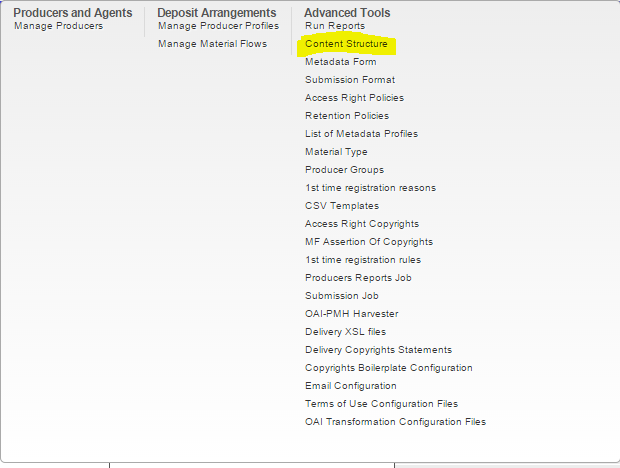 Producers and Agents
Manage Producers
Deposit Arrangements
Manage Producer Profiles
Manage Material Flows
Advanced Tools
Run Reports
Content Structure
Metadata Form
Submission Format
Access Right Policies
Retention Policies
List of Metadata Profiles
Material Type
Producer Groups
1st time registration reasons
CSV Templates
Access Right Copyrights
MF Assertion Of Copyrights
1st time registration rules
Producers Reports Job
Submission Job
OAI-PMH Harvester
Delivery XSL files
Delivery Copyrights Statements
Copyrights Boilerplate Configuration
Email Configuration
Terms of Use Configuration Files
OAI Transformation Configuration Files